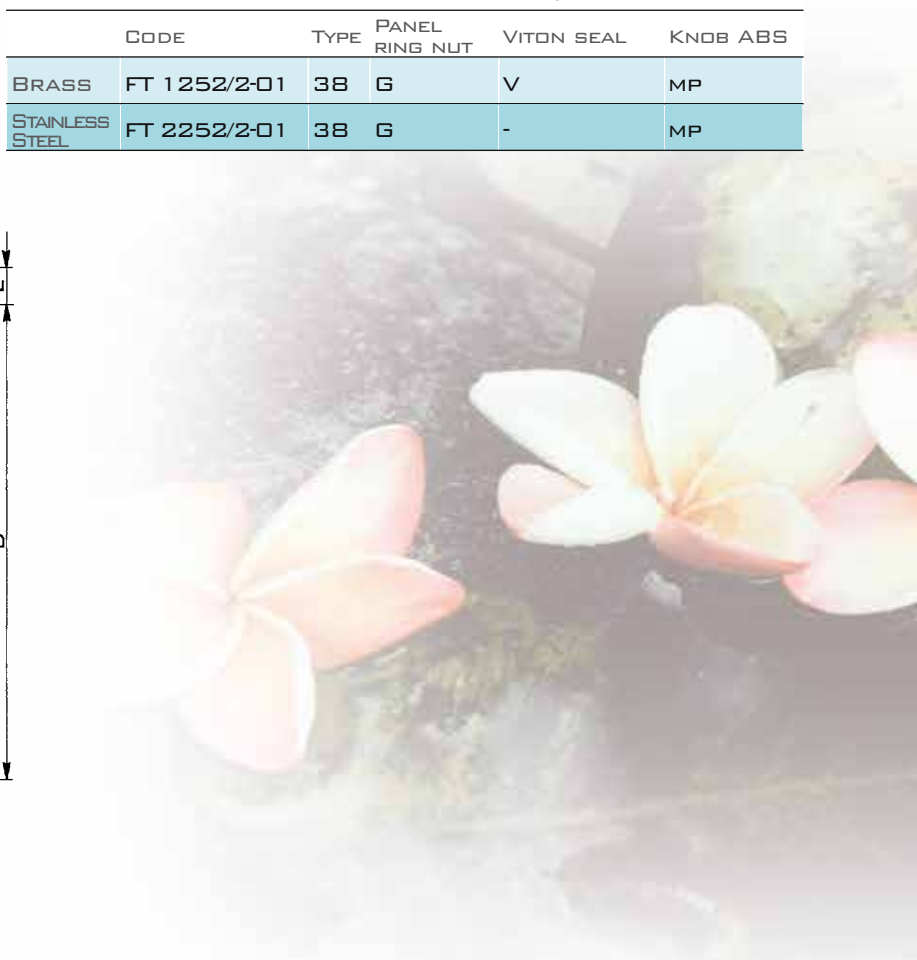 Code Type Panel ring nut Viton seal Knob ABS
Brass FT 1252/2-01 38 G V MP
Stainless Steel FT 2252/2-01 38 G - MP